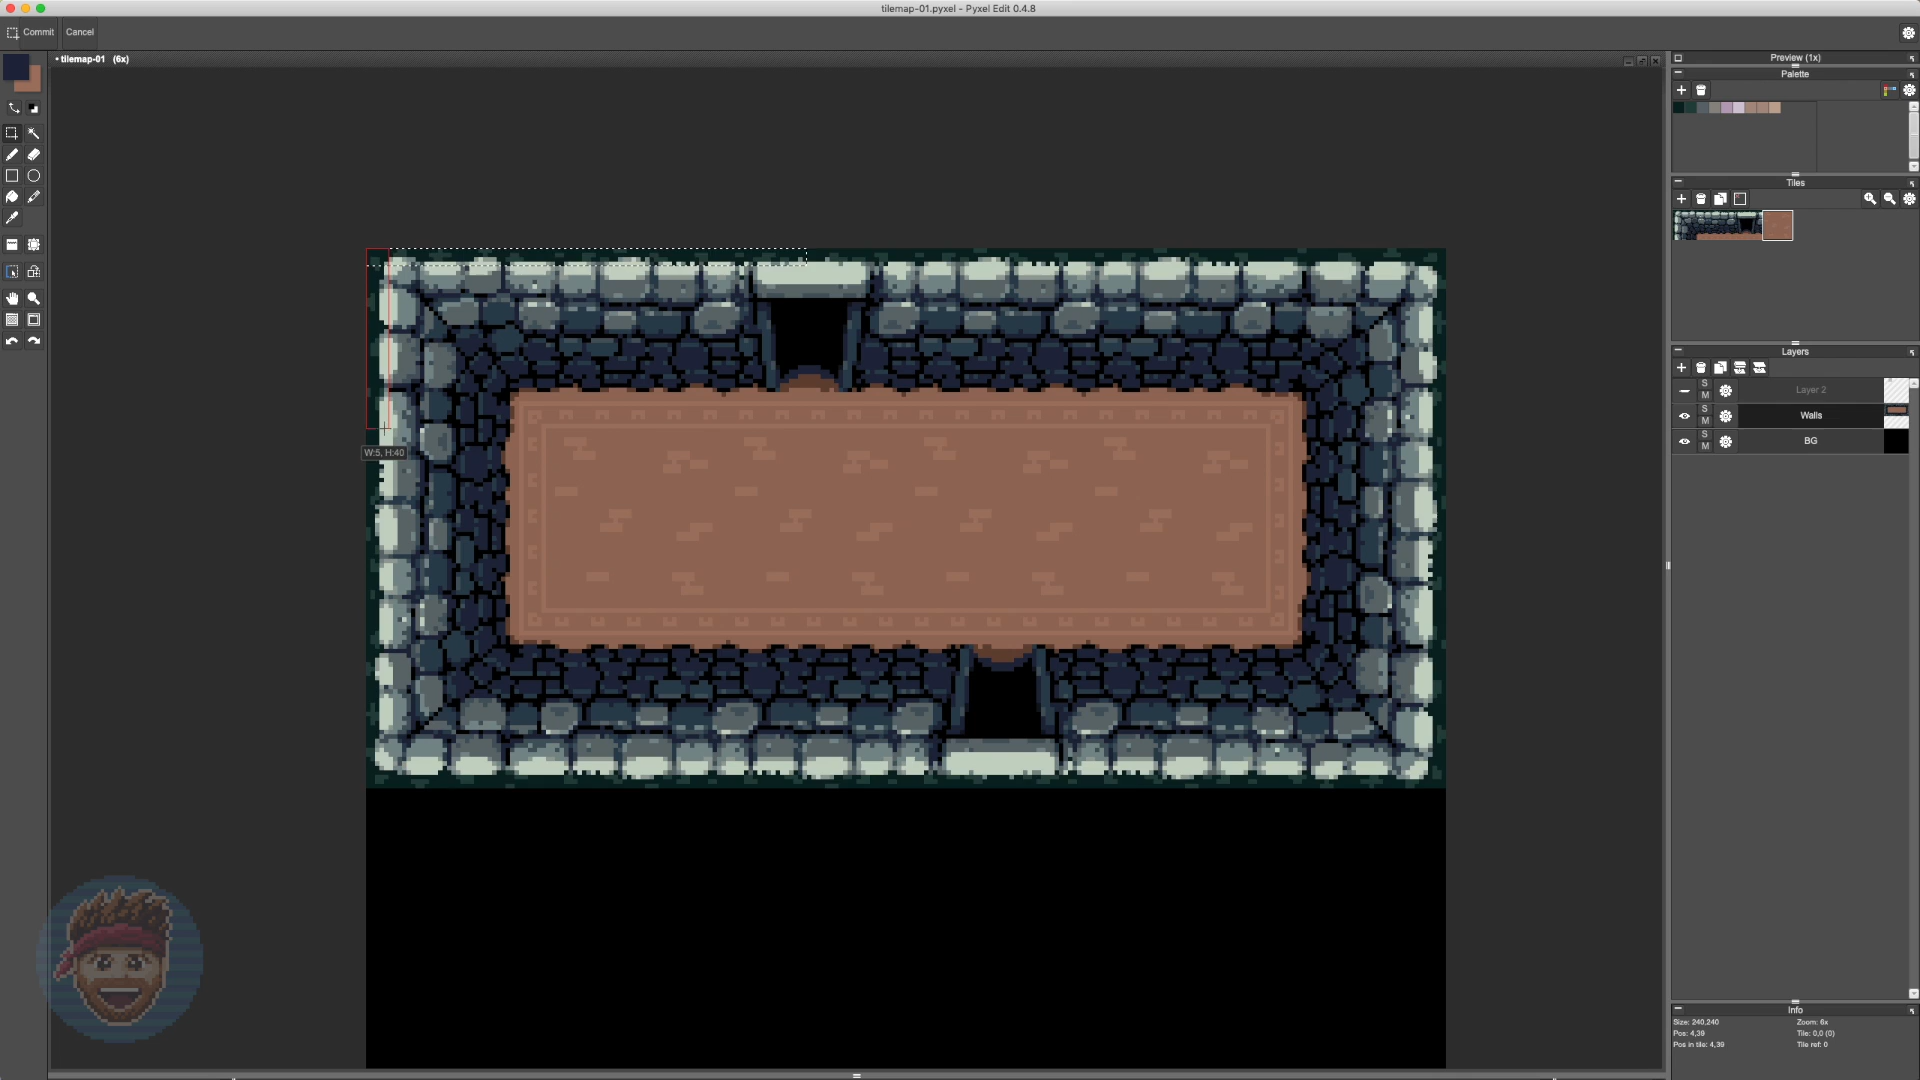 tilemap-01.pyxel - Pyxel Edit 0.4.8
Commit
Cancel
• tilemap-01 (6x)
Preview (1x)
Palette
Tiles
Layers
S
M
Layer 2
S
M
Walls
S
M
BG
W:5, H:40
Info
Size: 240,240
Zoom: 6x
Pos: 4,39
Tile: 0,0 (0)
Pos in tile: 4,39
Tile ref: 0